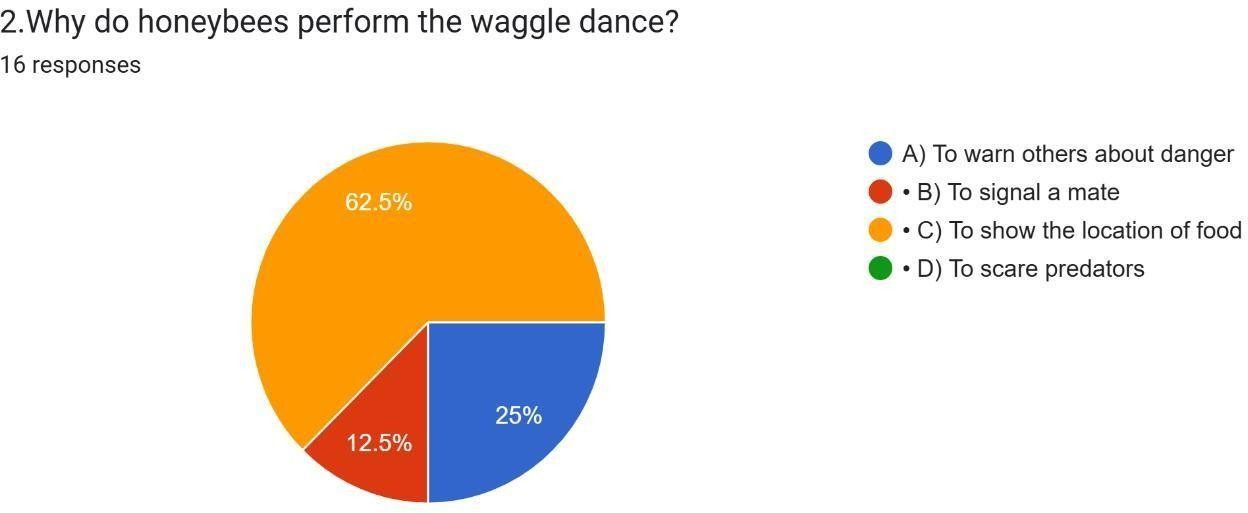 2.Why do honeybees perform the waggle dance?
16 responses
62.5%
25%
12.5%
A) To warn others about danger
• B) To signal a mate
• C) To show the location of food
• D) To scare predators